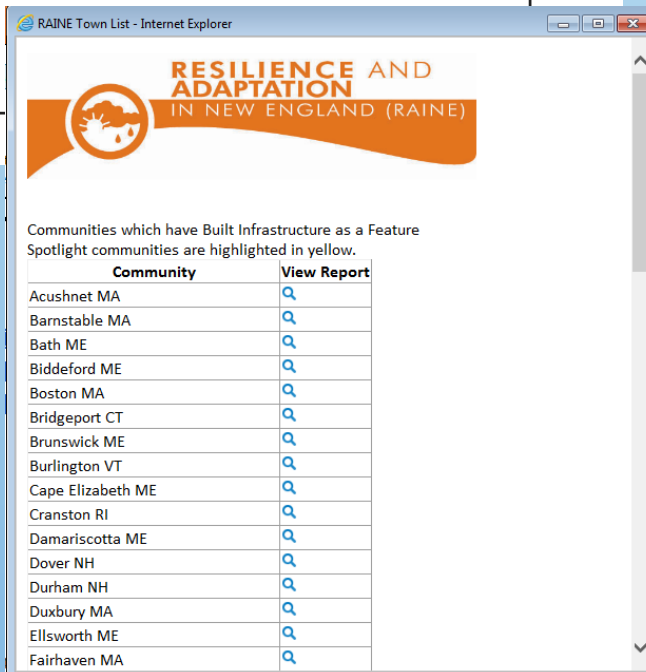 RAINE Town List - Internet Explorer
RESILIENCE AND
ADAPTATION
IN NEW ENGLAND (RAINE)
Communities which have Built Infrastructure as a Feature
Spotlight communities are highlighted in yellow.
Community View Report
Acushnet MA
Barnstable MA
Bath ME
Biddeford ME
Boston MA
Bridgeport CT
Brunswick ME
Burlington VT
Cape Elizabeth ME
Cranston RI
Damariscotta ME
Dover NH
Durham NH
Duxbury MA
Ellsworth ME
Fairhaven MA